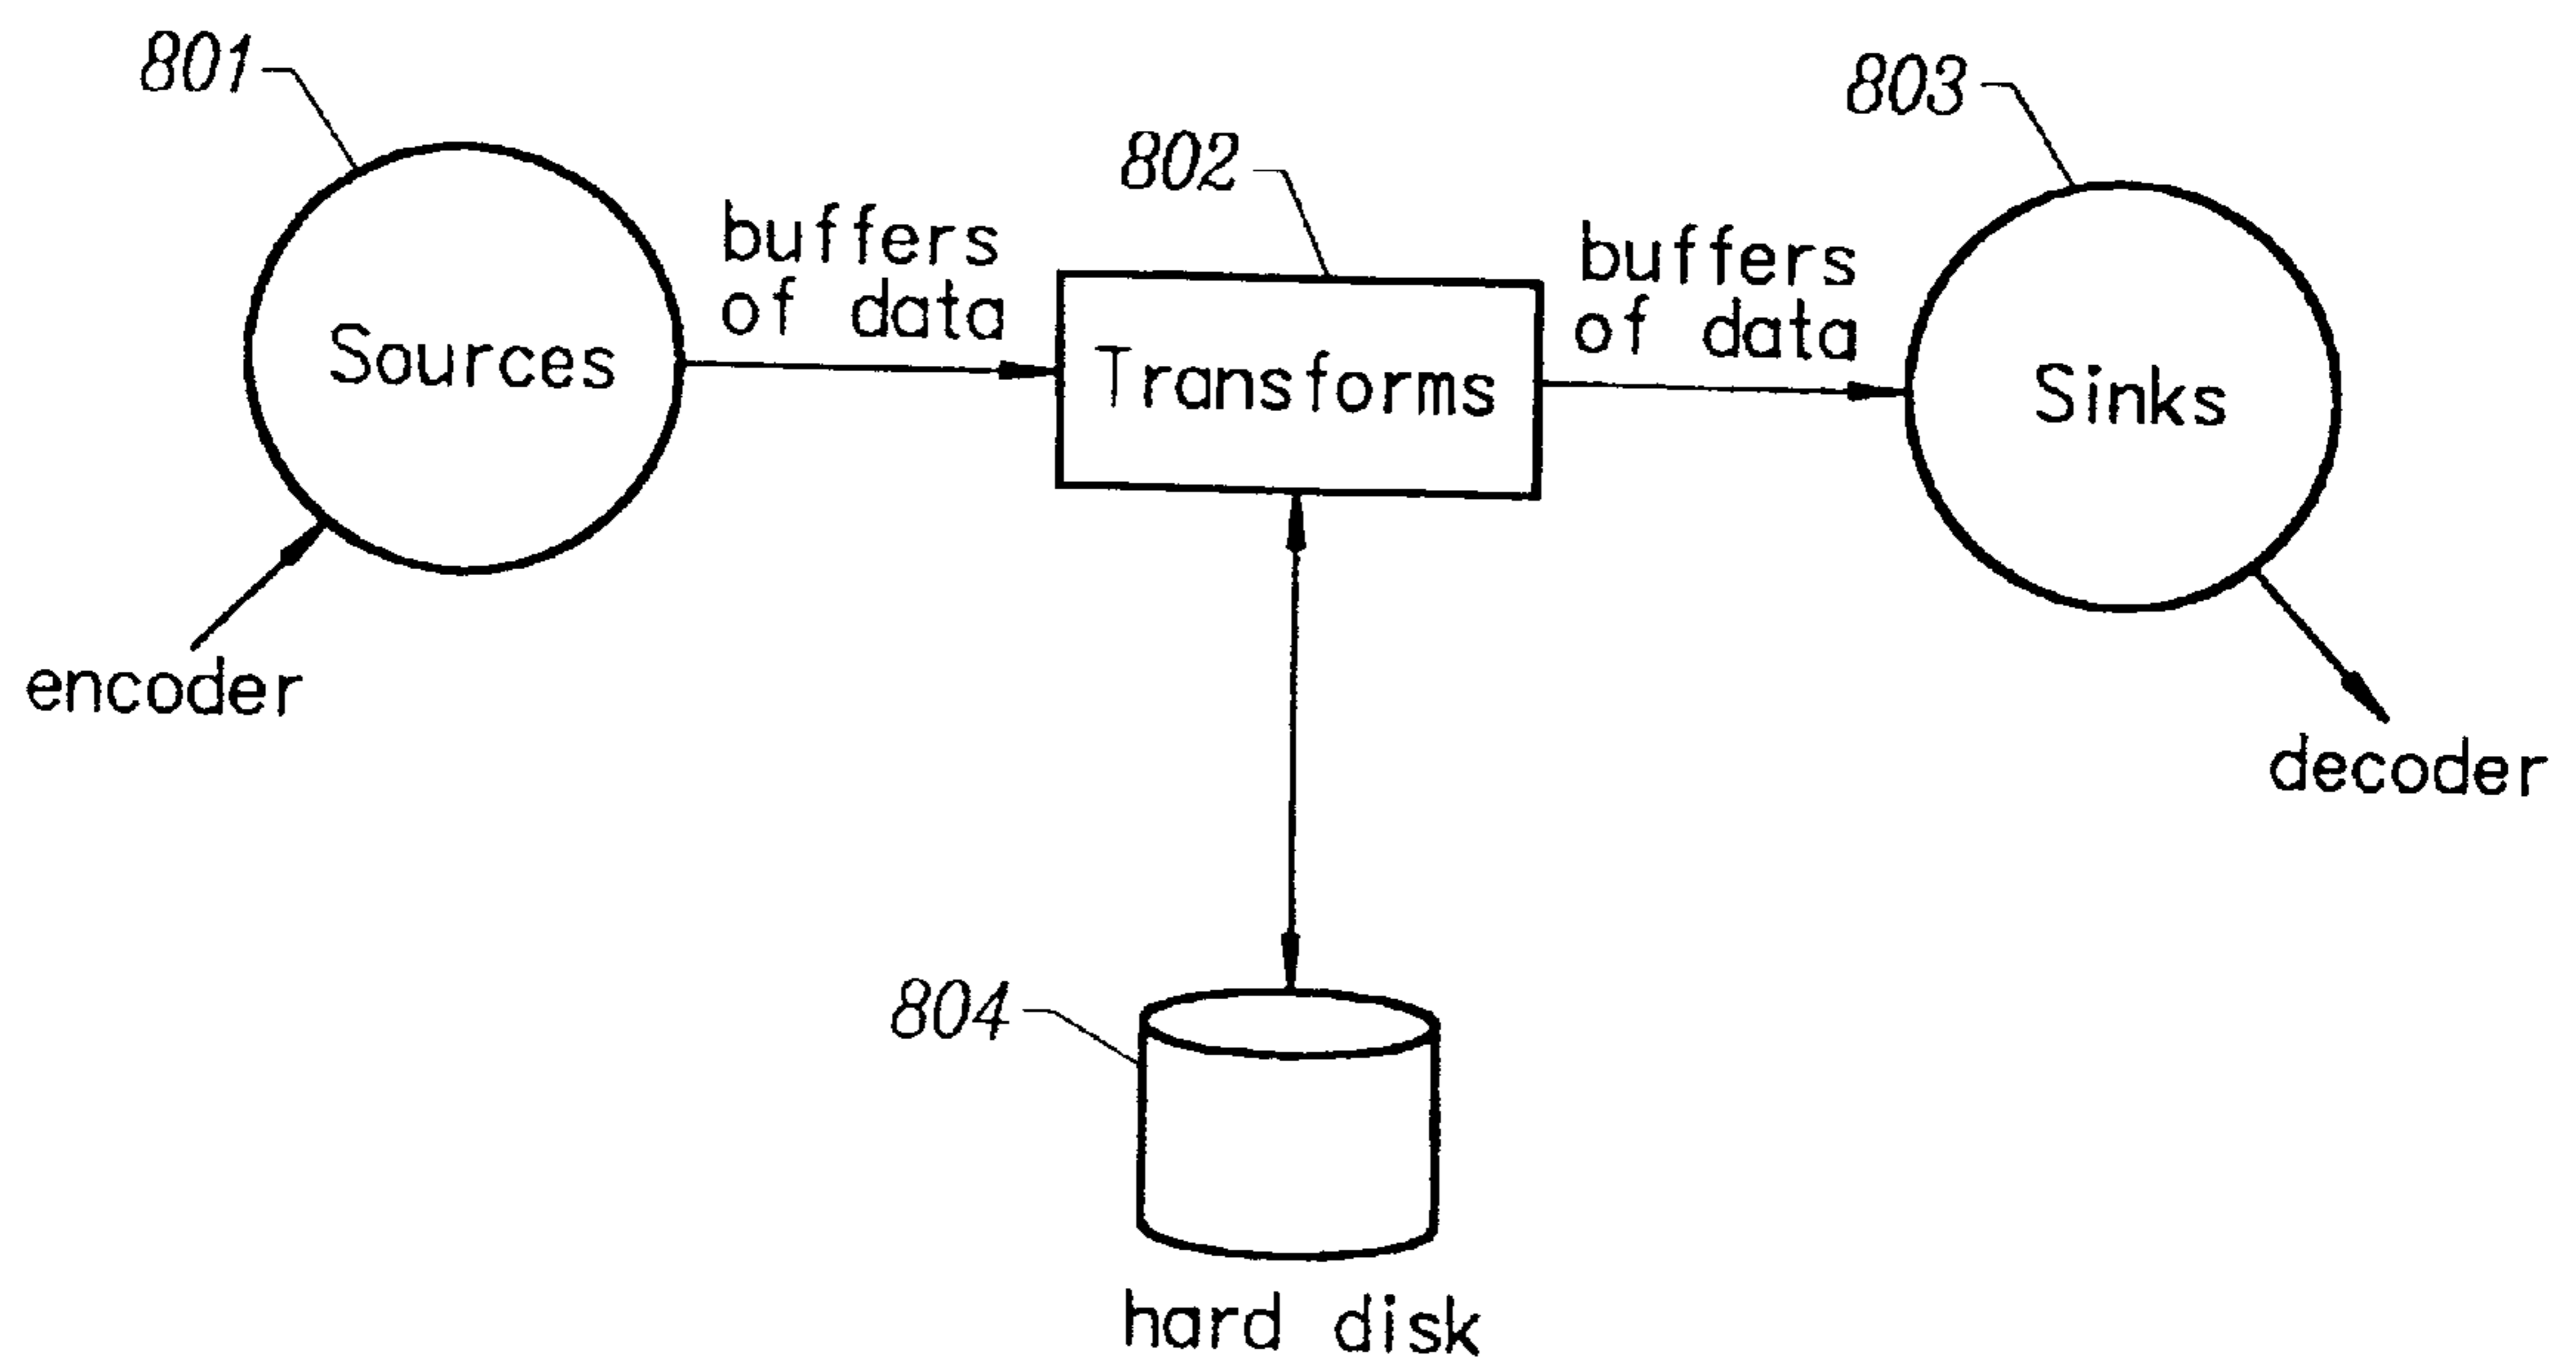 801
802
803
buffers
of data
buffers
of data
Sources
Transforms
Sinks
encoder
decoder
804
hard disk